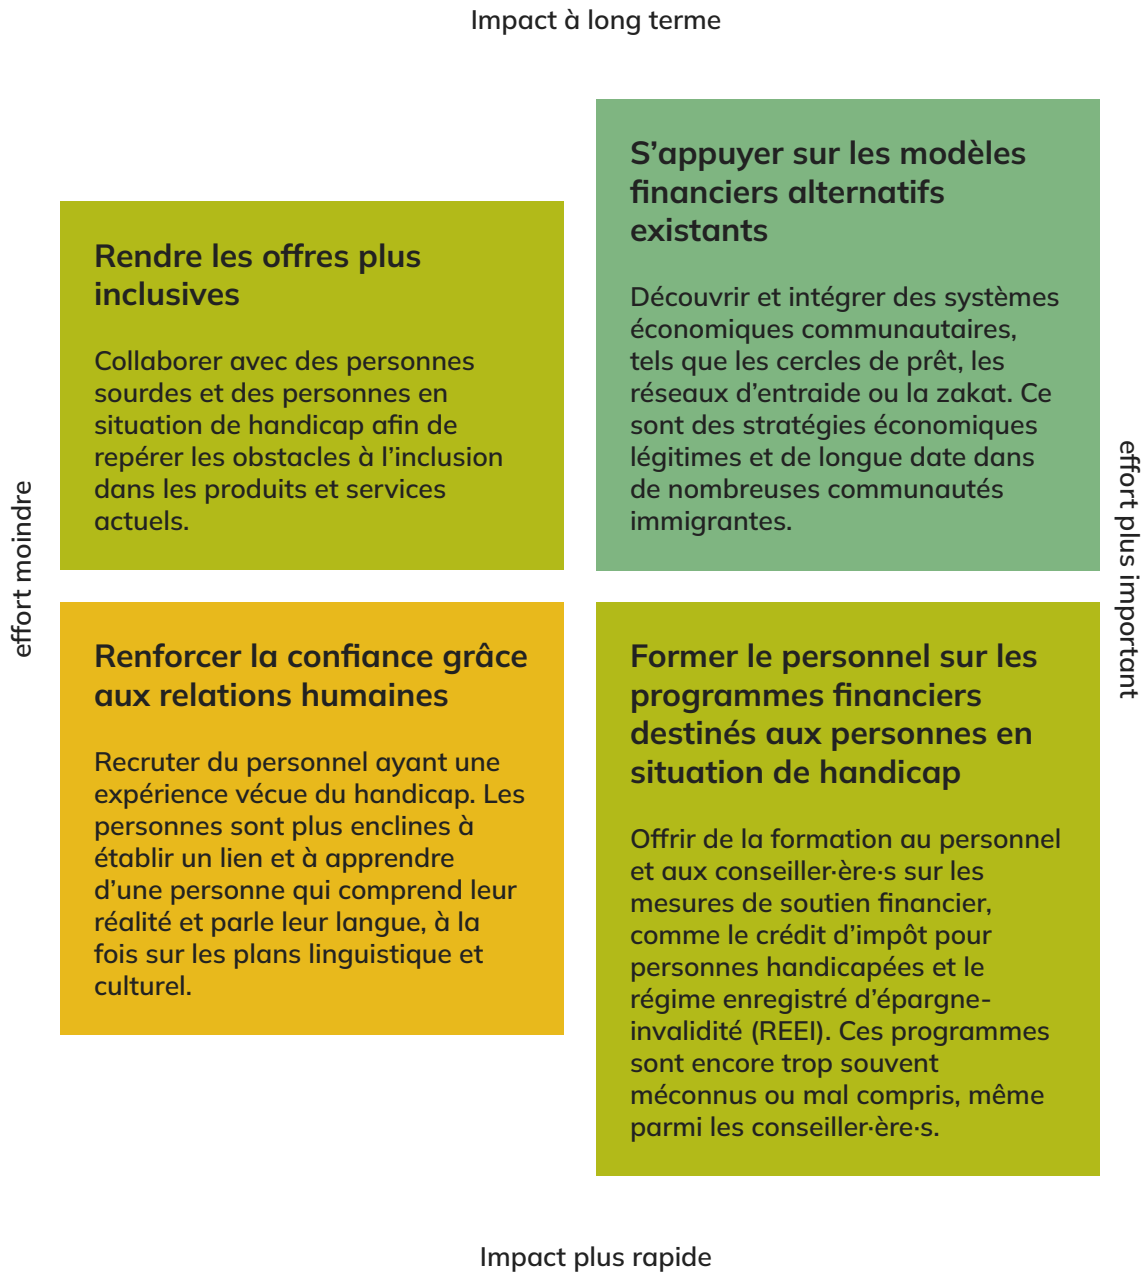 Impact à long terme
Rendre les offres plus
inclusives
Collaborer avec des personnes
sourdes et des personnes en
situation de handicap afin de
repérer les obstacles à l’inclusion
dans les produits et services
actuels.
S’appuyer sur les modèles
financiers alternatifs
existants
Découvrir et intégrer des systèmes
économiques communautaires,
tels que les cercles de prêt, les
réseaux d’entraide ou la zakat. Ce
sont des stratégies économiques
légitimes et de longue date dans
de nombreuses communautés
immigrantes.
effort moindre
effort plus important
Renforcer la confiance grâce
aux relations humaines
Recruter du personnel ayant une
expérience vécue du handicap. Les
personnes sont plus enclines à
établir un lien et à apprendre
d’une personne qui comprend leur
réalité et parle leur langue, à la
fois sur les plans linguistique et
culturel.
Former le personnel sur les
programmes financiers
destinés aux personnes en
situation de handicap
Offrir de la formation au personnel
et aux conseiller·ère·s sur les
mesures de soutien financier,
comme le crédit d’impôt pour
personnes handicapées et le
régime enregistré d’épargne-
invalidité (REEI). Ces programmes
sont encore trop souvent
méconnus ou mal compris, même
parmi les conseiller·ère·s.
Impact plus rapide